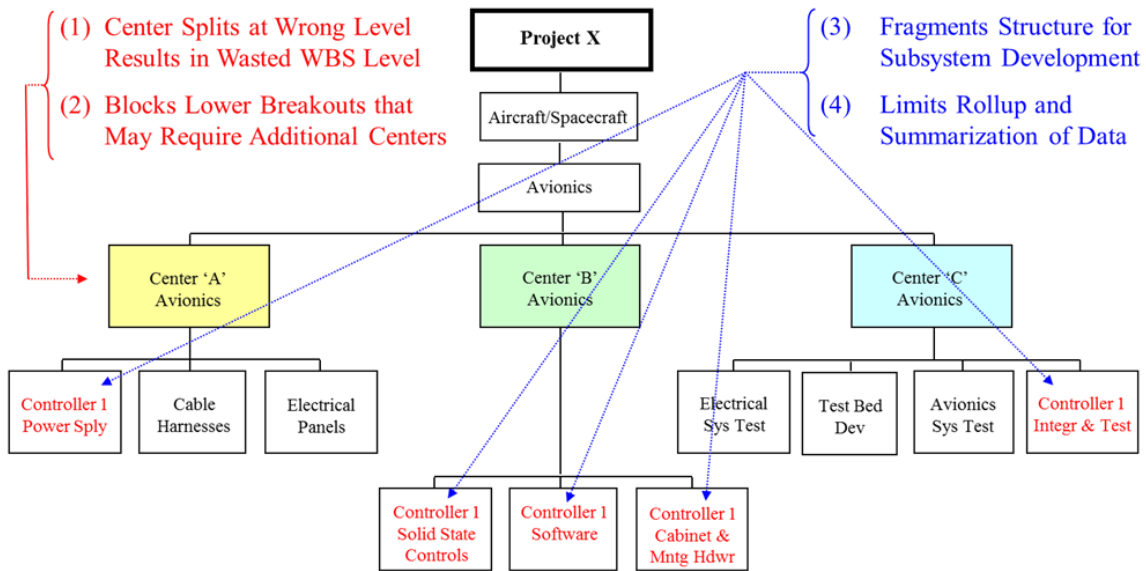 (1) Center Splits at Wrong Level
Results in Wasted WBS Level
(2) Blocks Lower Breakouts that
May Require Additional Centers
Project X
(3) Fragments Structure for
Subsystem Development
(4) Limits Rollup and
Summarization of Data
Aircraft/Spacecraft
Avionics
Center ‘A’
Avionics
Center ‘B’
Avionics
Center ‘C’
Avionics
Controller 1
Power Sply
Cable
Harnesses
Electrical
Panels
Electrical
Sys Test
Test Bed
Dev
Avionics
Sys Test
Controller 1
Integr & Test
Controller 1
Solid State
Controls
Controller 1
Software
Controller 1
Cabinet &
Mntg Hdwr